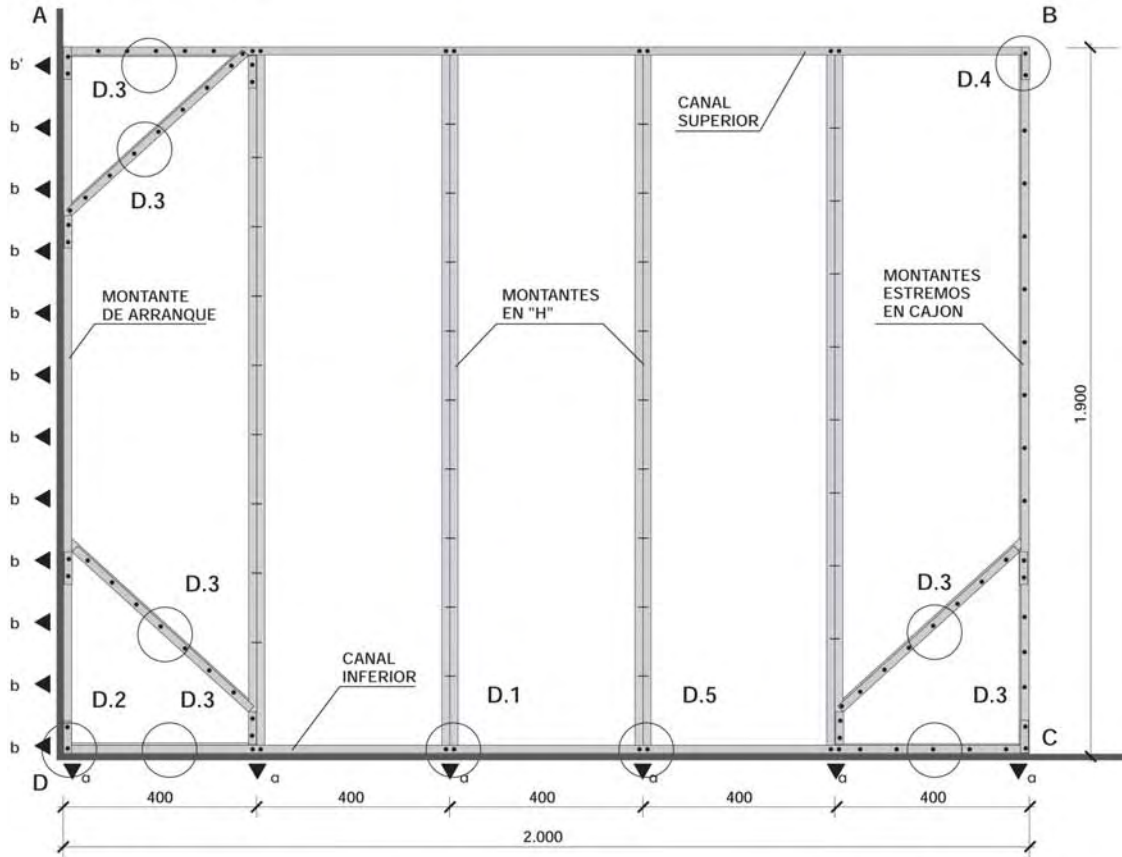 A
B
b'
D.3
D.4
CANAL
SUPERIOR
b
b
D.3
b
b
MONTANTE
DE ARRANQUE
MONTANTES
EN "H"
MONTANTES
ESTREMOS
EN CAJON
1.900
b
b
b
b
D.3
D.3
b
b
CANAL
INFERIOR
D.2
D.3
D.1
D.5
D.3
b
C
D
a
a
a
a
a
a
400
400
400
400
400
2.000